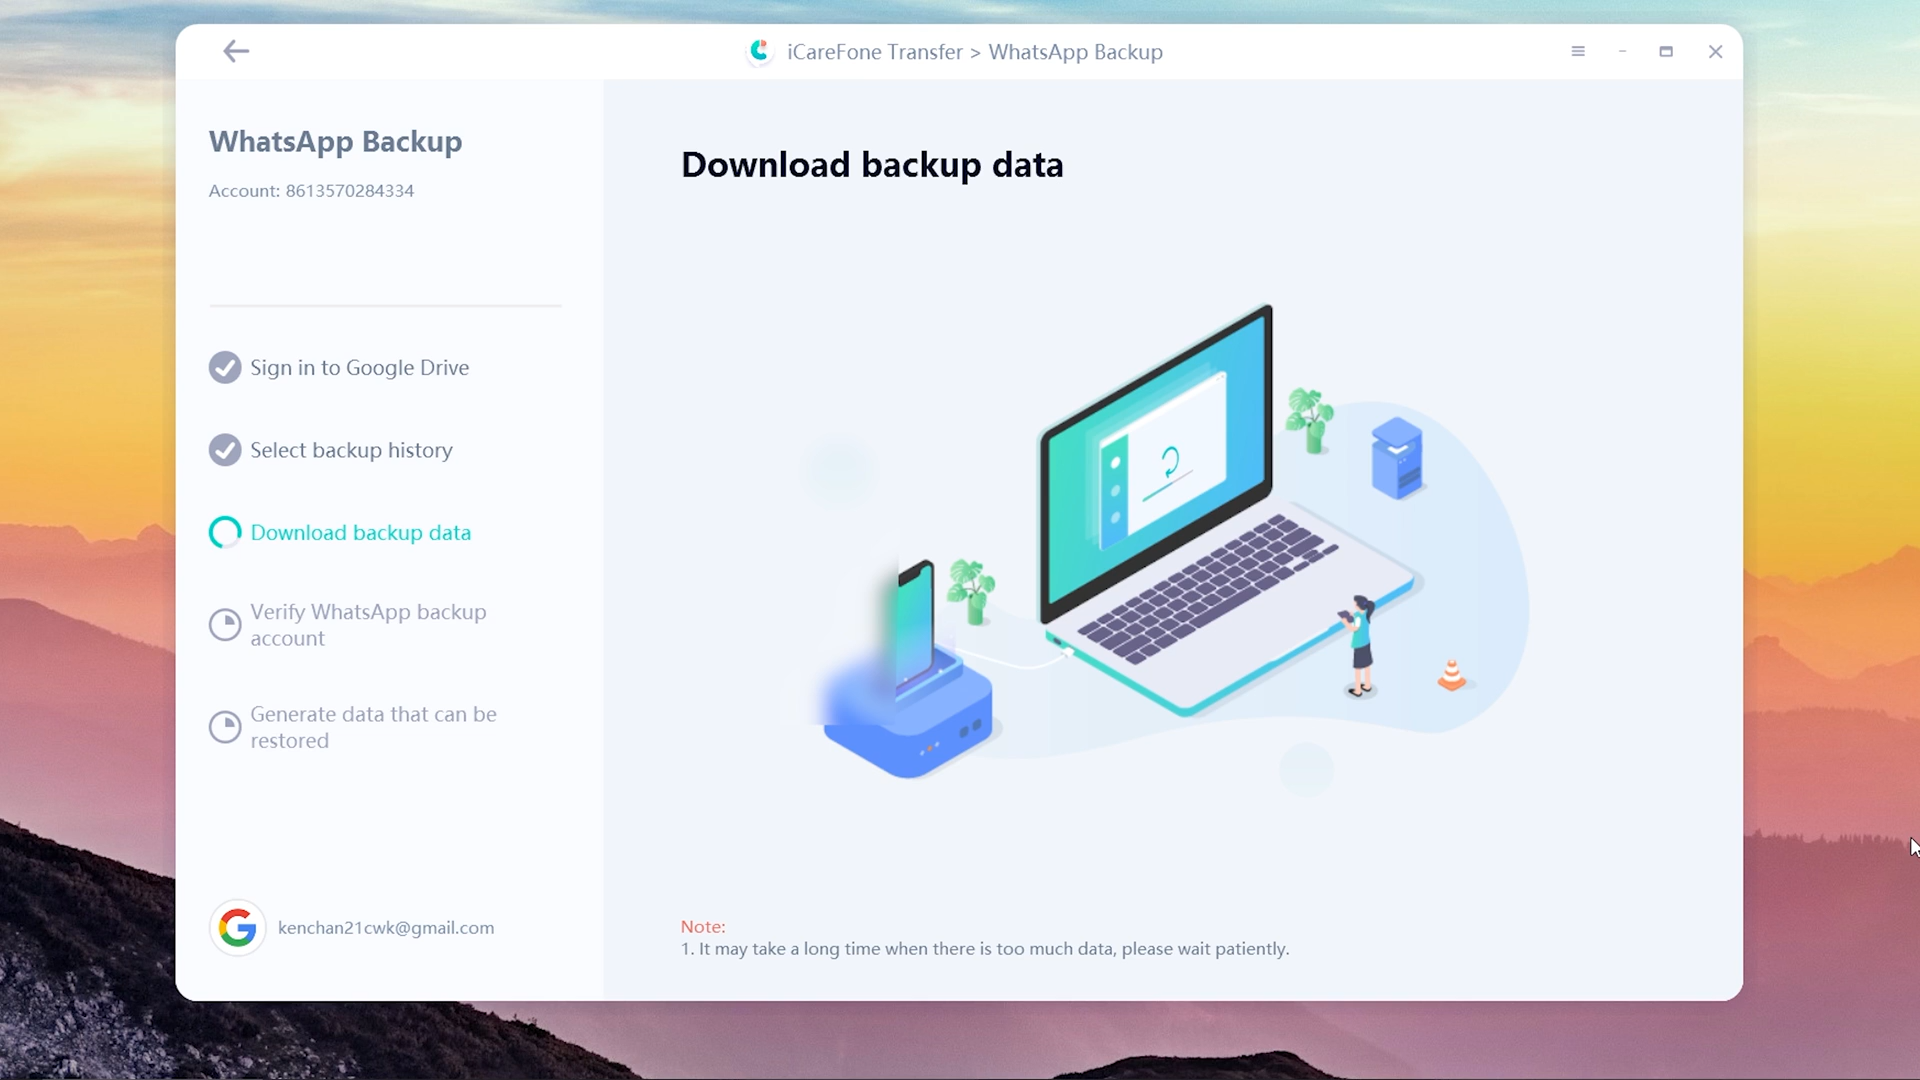 iCareFone Transfer > WhatsApp Backup
WhatsApp Backup
Account: 8613570284334
Sign in to Google Drive
Select backup history
Download backup data
Verify WhatsApp backup
account
Generate data that can be
restored
kenchan21cwk@gmail.com
Download backup data
Note:
1. It may take a long time when there is too much data, please wait patiently.